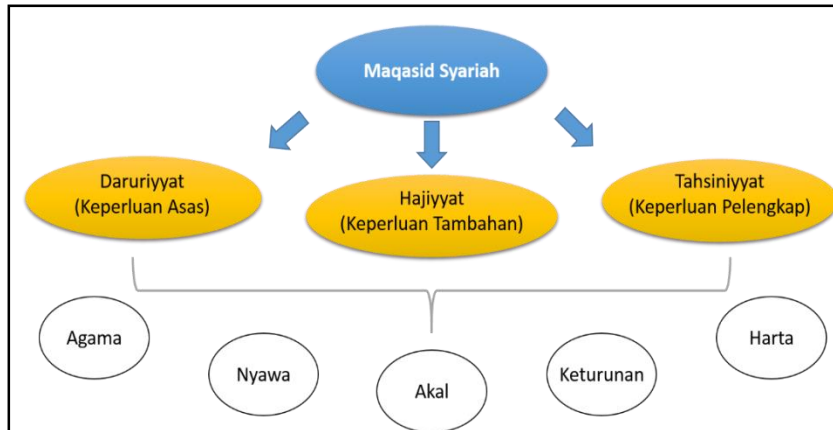 Maqasid Syariah
Daruriyyat
(Keperluan Asas)
Hajiyyat
(Keperluan Tambahan)
Tahsiniyyat
(Keperluan Pelengkap)
Agama
Nyawa
Akal
Keturunan
Harta